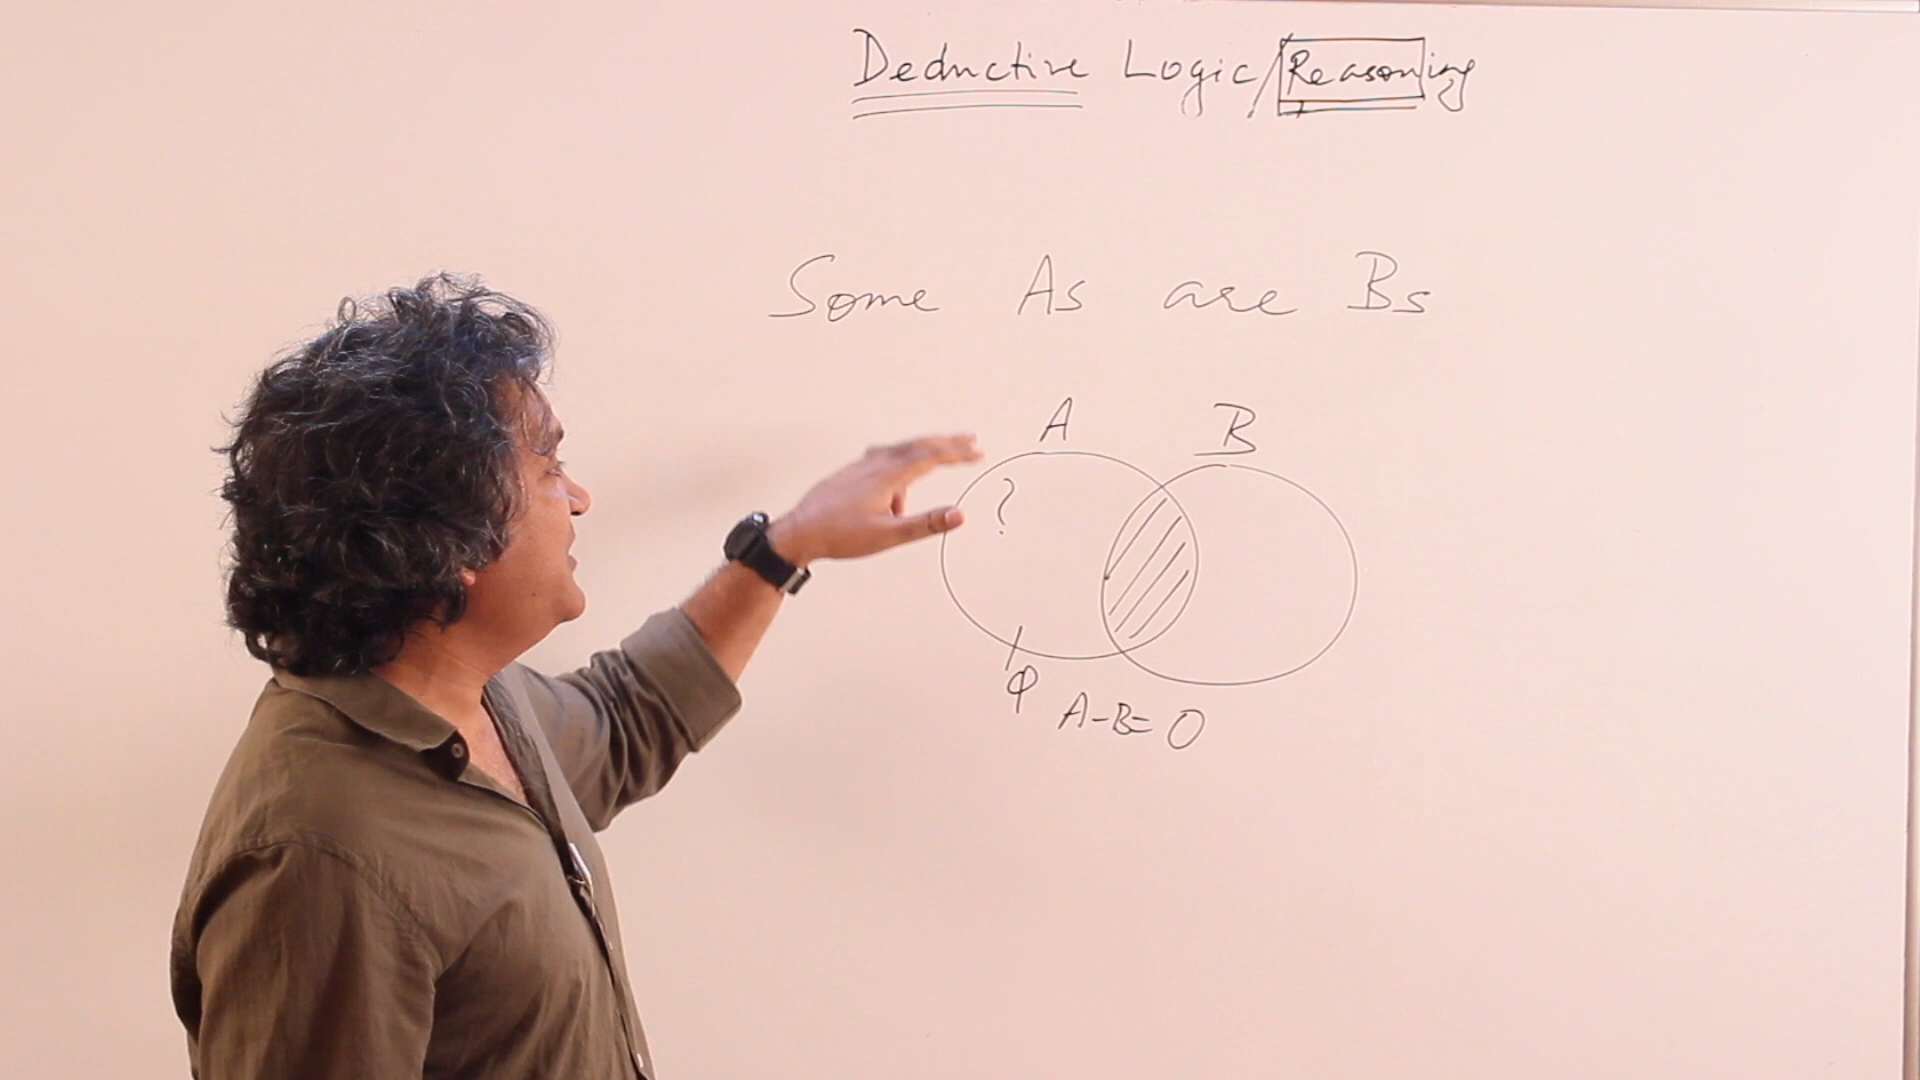 Deductive Logic/Reasoning
Some As are Bs
A B
?
φ
A-B= 0